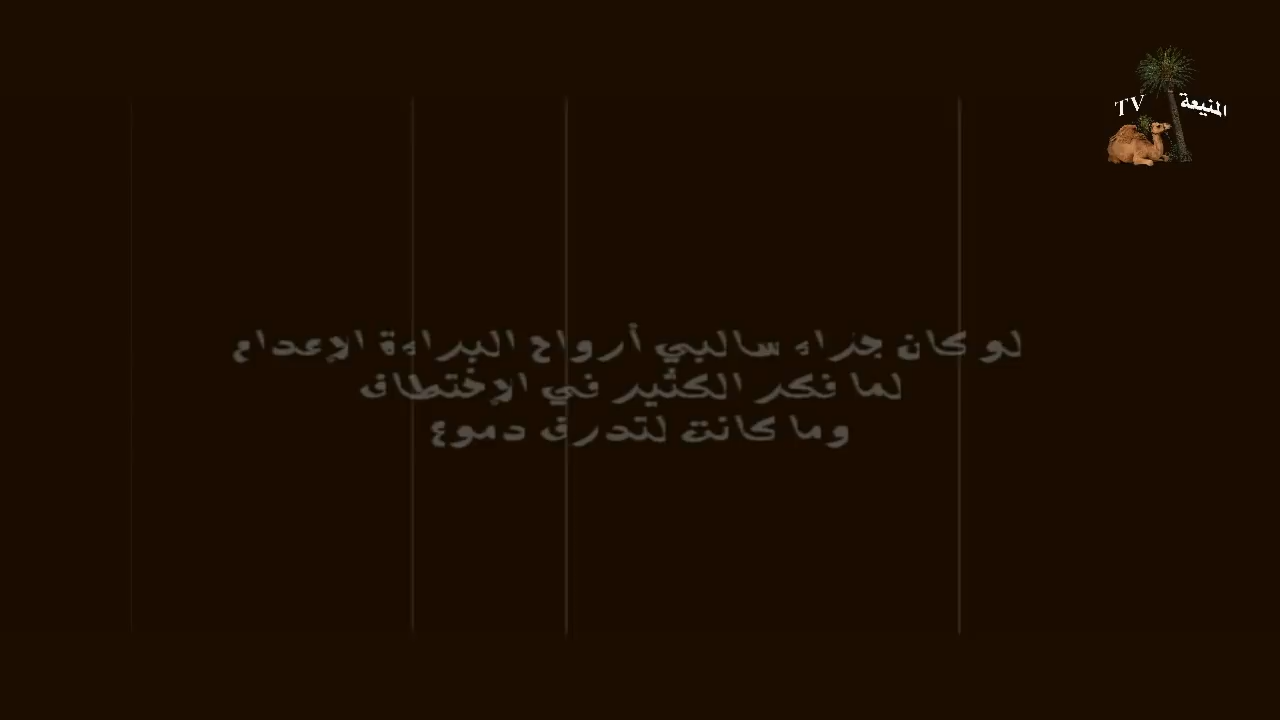 المنيعة TV
لو كان جزاء سالبي أرواح البراءة الإعدام
لما فكر الكثير في الإختطاف
وما كانت لتدرف دموع